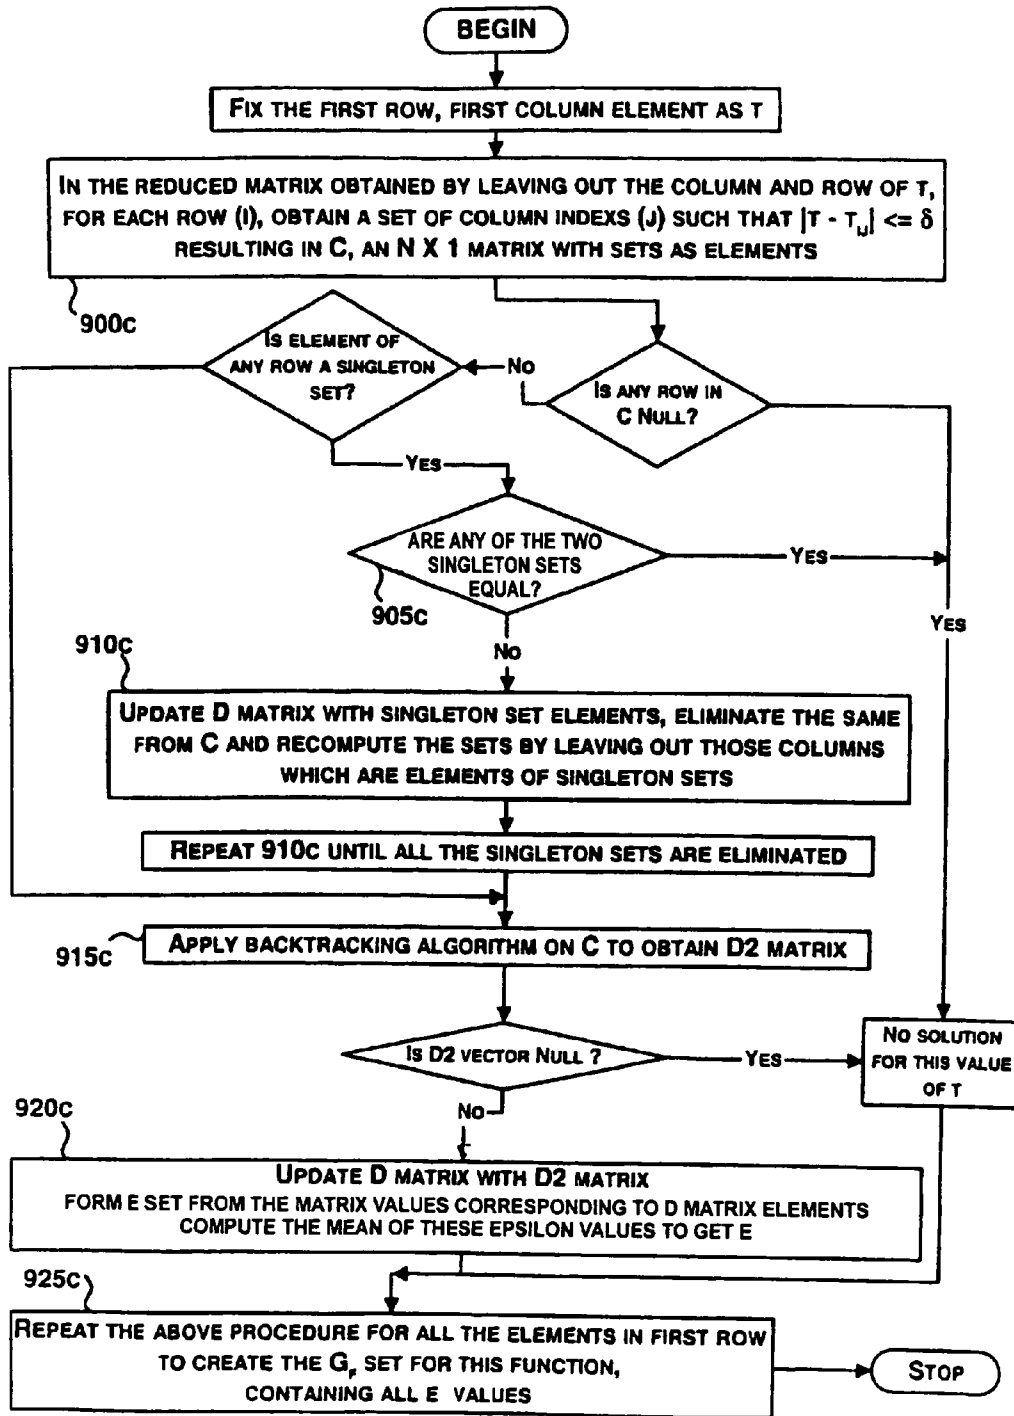 BEGIN
FIX THE FIRST ROW, FIRST COLUMN ELEMENT AS T
IN THE REDUCED MATRIX OBTAINED BY LEAVING OUT THE COLUMN AND ROW OF T,
FOR EACH ROW (I), OBTAIN A SET OF COLUMN INDEXS (J) SUCH THAT |T - T_IJ| <= δ
RESULTING IN C, AN N X 1 MATRIX WITH SETS AS ELEMENTS
900C
IS ELEMENT OF
ANY ROW A SINGLETON
SET?
NO
IS ANY ROW IN
C NULL?
YES
ARE ANY OF THE TWO
SINGLETON SETS
EQUAL?
YES
905C
YES
NO
910C
UPDATE D MATRIX WITH SINGLETON SET ELEMENTS, ELIMINATE THE SAME
FROM C AND RECOMPUTE THE SETS BY LEAVING OUT THOSE COLUMNS
WHICH ARE ELEMENTS OF SINGLETON SETS
REPEAT 910C UNTIL ALL THE SINGLETON SETS ARE ELIMINATED
APPLY BACKTRACKING ALGORITHM ON C TO OBTAIN D2 MATRIX
915C
IS D2 VECTOR NULL ?
YES
NO SOLUTION
FOR THIS VALUE
OF T
NO
920C
UPDATE D MATRIX WITH D2 MATRIX
FORM E SET FROM THE MATRIX VALUES CORRESPONDING TO D MATRIX ELEMENTS
COMPUTE THE MEAN OF THESE EPSILON VALUES TO GET E
925C
REPEAT THE ABOVE PROCEDURE FOR ALL THE ELEMENTS IN FIRST ROW
TO CREATE THE G_F SET FOR THIS FUNCTION,
CONTAINING ALL E VALUES
STOP